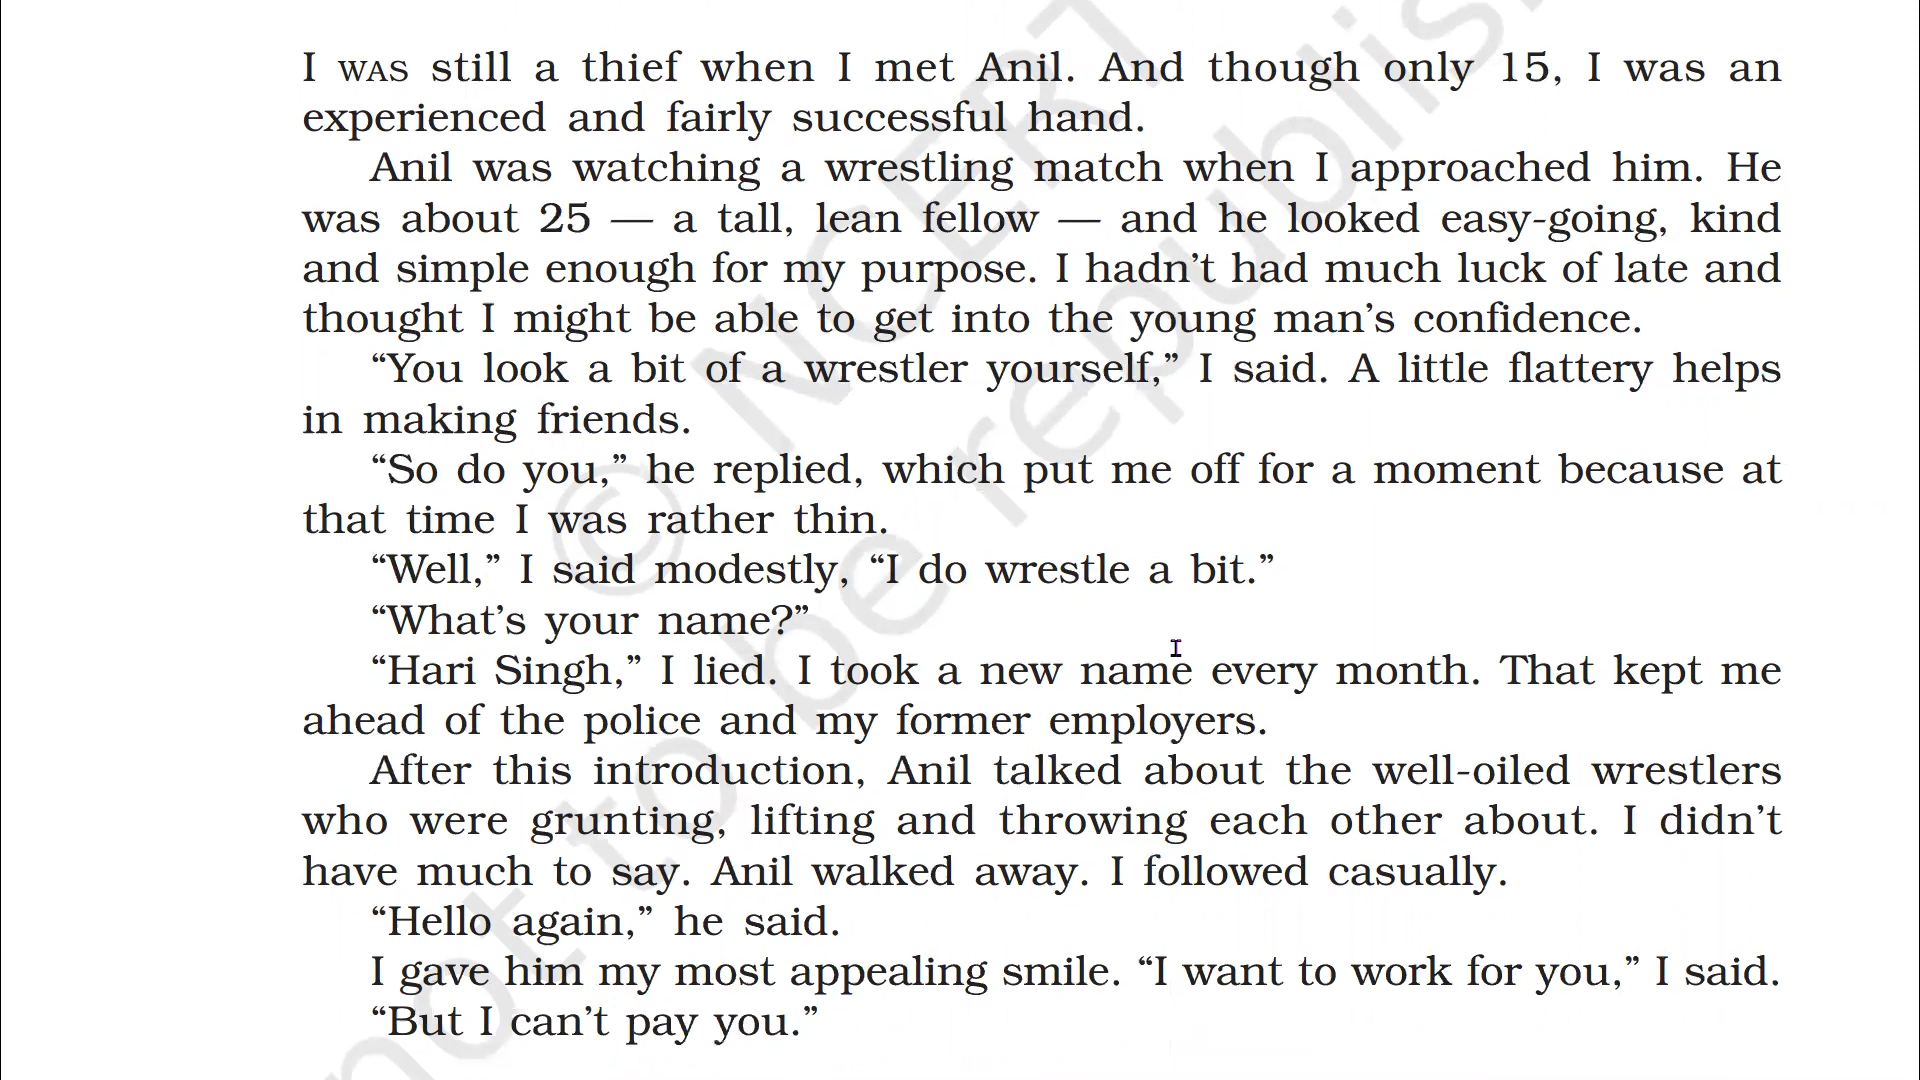 I WAS still a thief when I met Anil. And though only 15, I was an
experienced and fairly successful hand.
Anil was watching a wrestling match when I approached him. He
was about 25 — a tall, lean fellow — and he looked easy-going, kind
and simple enough for my purpose. I hadn’t had much luck of late and
thought I might be able to get into the young man’s confidence.
“You look a bit of a wrestler yourself,” I said. A little flattery helps
in making friends.
“So do you,” he replied, which put me off for a moment because at
that time I was rather thin.
“Well,” I said modestly, “I do wrestle a bit.”
“What’s your name?”
“Hari Singh,” I lied. I took a new name every month. That kept me
ahead of the police and my former employers.
After this introduction, Anil talked about the well-oiled wrestlers
who were grunting, lifting and throwing each other about. I didn’t
have much to say. Anil walked away. I followed casually.
“Hello again,” he said.
I gave him my most appealing smile. “I want to work for you,” I said.
“But I can’t pay you.”
© NCERT
not to be republis